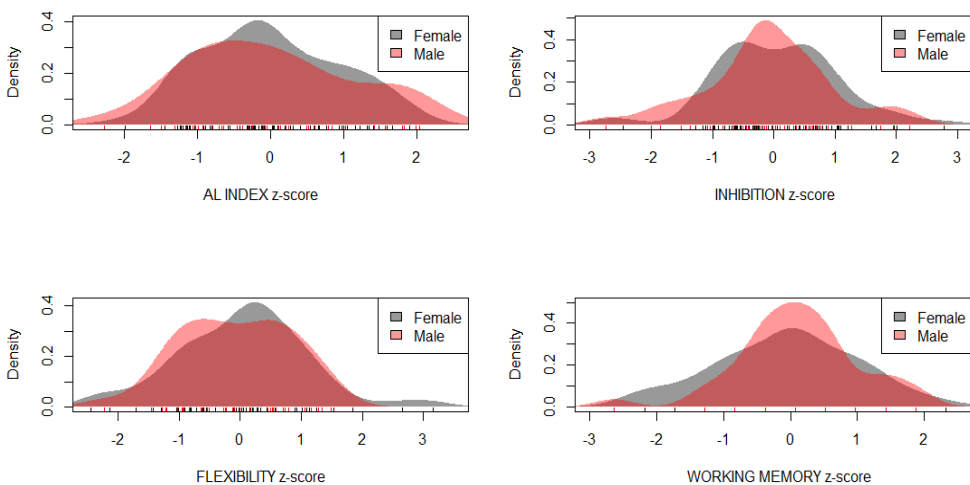 Density
0.0 0.2 0.4
Female
Male
-2 -1 0 1 2
AL INDEX z-score
Density
0.0 0.2 0.4
Female
Male
-3 -2 -1 0 1 2 3
INHIBITION z-score
Density
0.0 0.2 0.4
Female
Male
-2 -1 0 1 2 3
FLEXIBILITY z-score
Density
0.0 0.2 0.4
Female
Male
-3 -2 -1 0 1 2
WORKING MEMORY z-score